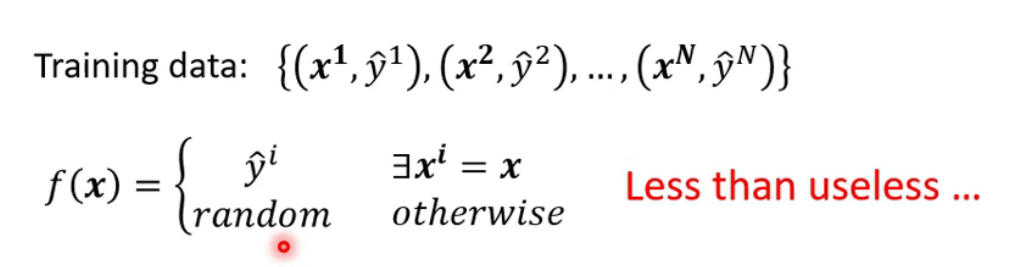 Training data: {(x¹, ŷ¹), (x², ŷ²), … , (xᴺ, ŷᴺ)}
f(x) = { ŷⁱ ∃xⁱ = x
random otherwise
Less than useless ...